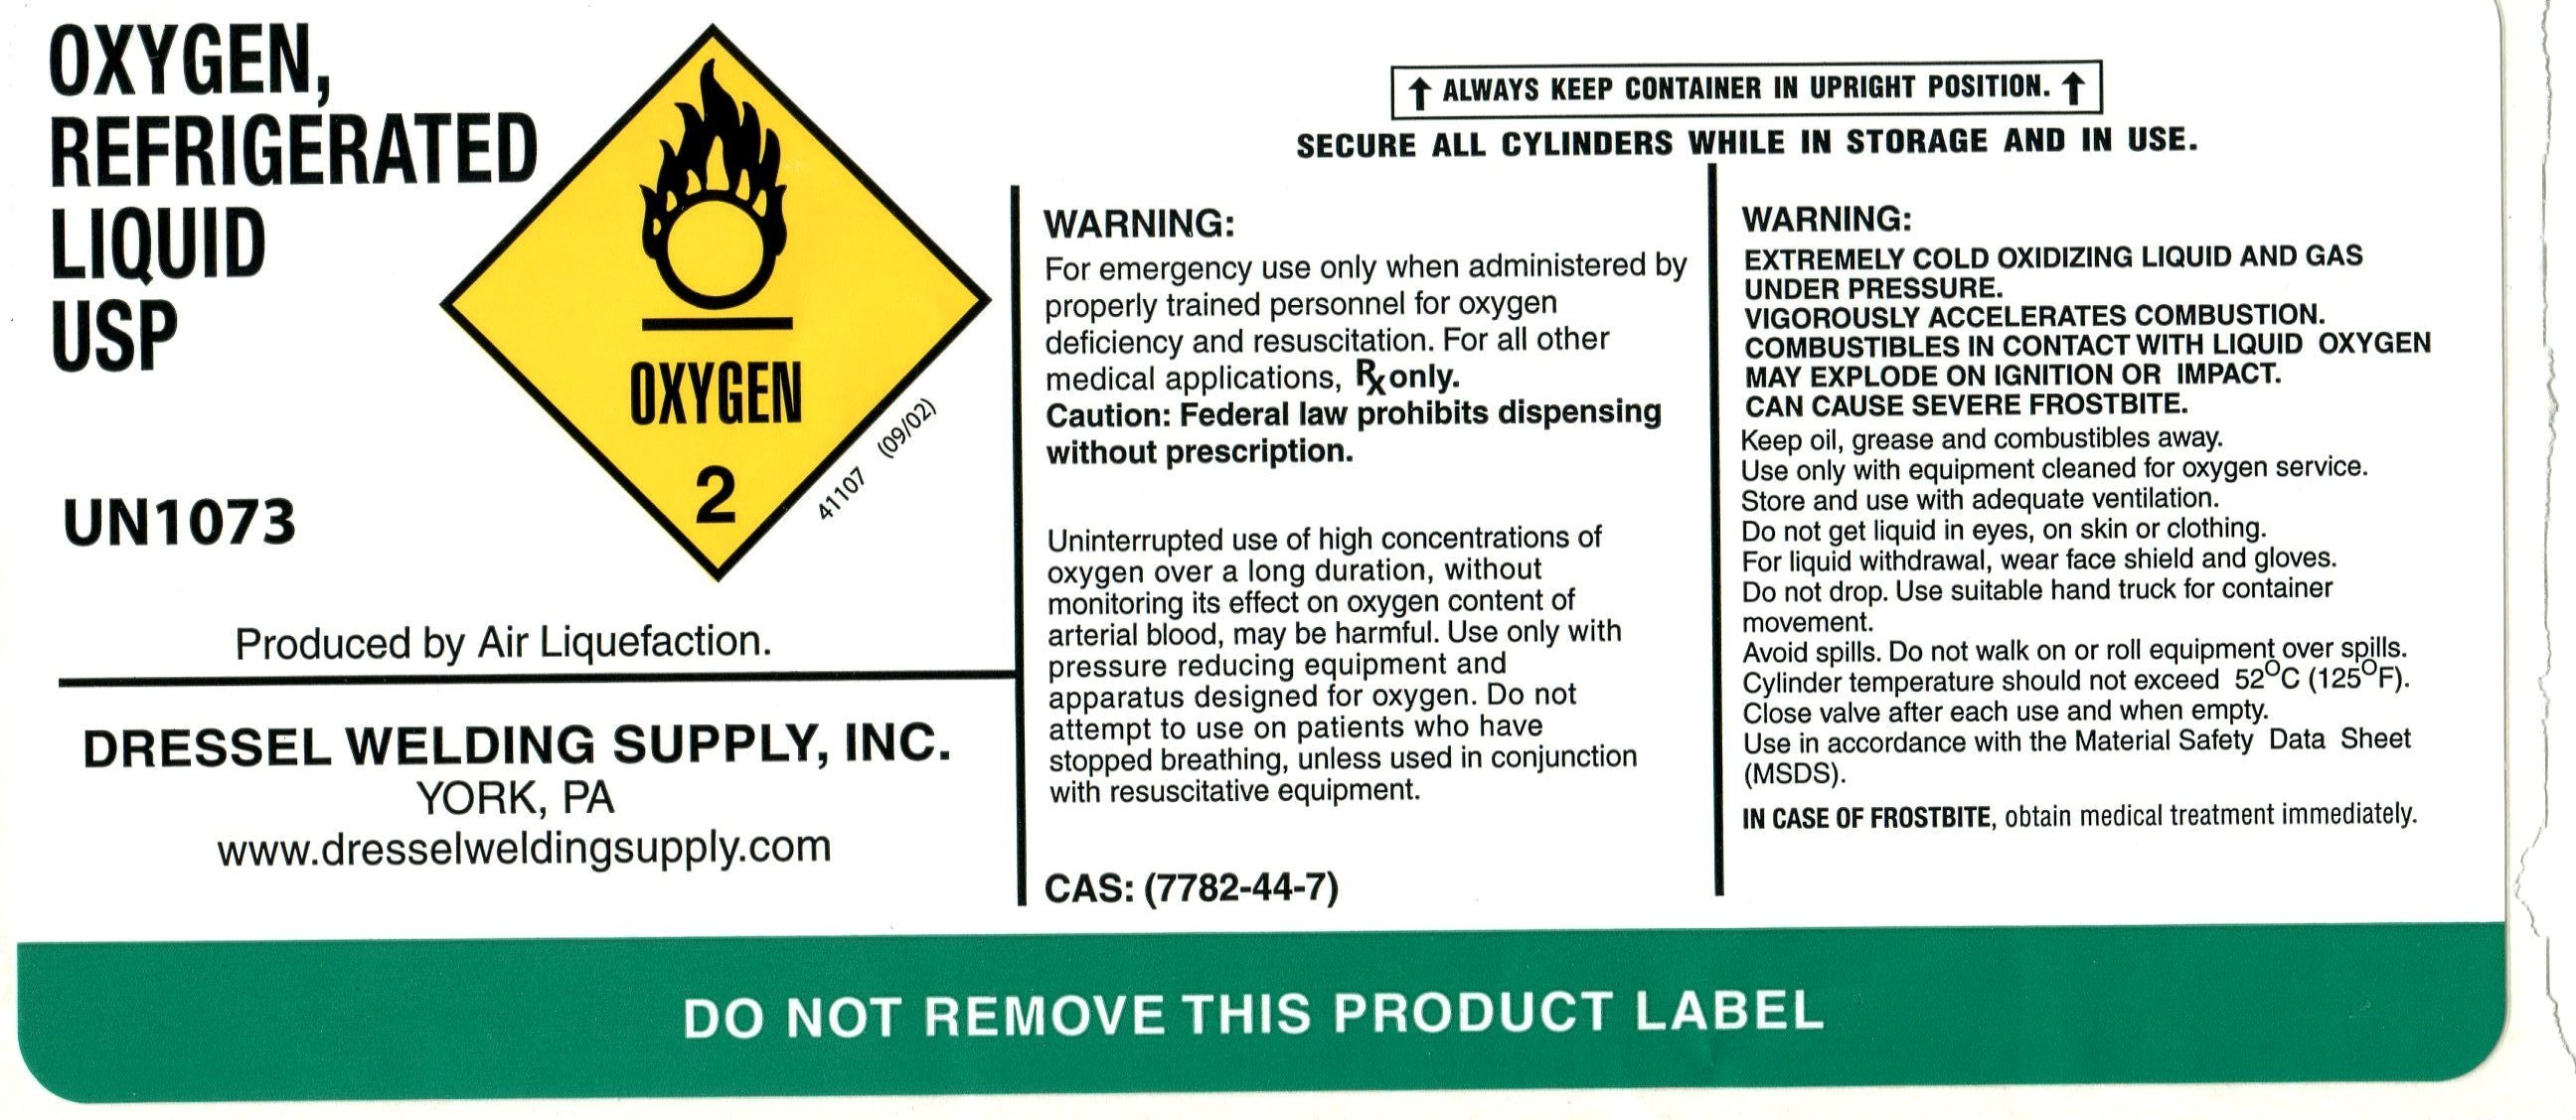 OXYGEN,
REFRIGERATED
LIQUID
USP
UN1073
OXYGEN
2
41107 (09/02)
Produced by Air Liquefaction.
DRESSEL WELDING SUPPLY, INC.
YORK, PA
www.dresselweldingsupply.com
↑ ALWAYS KEEP CONTAINER IN UPRIGHT POSITION. ↑
SECURE ALL CYLINDERS WHILE IN STORAGE AND IN USE.
WARNING:
For emergency use only when administered by
properly trained personnel for oxygen
deficiency and resuscitation. For all other
medical applications, ℞ only.
Caution: Federal law prohibits dispensing
without prescription.
Uninterrupted use of high concentrations of
oxygen over a long duration, without
monitoring its effect on oxygen content of
arterial blood, may be harmful. Use only with
pressure reducing equipment and
apparatus designed for oxygen. Do not
attempt to use on patients who have
stopped breathing, unless used in conjunction
with resuscitative equipment.
CAS: (7782-44-7)
WARNING:
EXTREMELY COLD OXIDIZING LIQUID AND GAS
UNDER PRESSURE.
VIGOROUSLY ACCELERATES COMBUSTION.
COMBUSTIBLES IN CONTACT WITH LIQUID OXYGEN
MAY EXPLODE ON IGNITION OR IMPACT.
CAN CAUSE SEVERE FROSTBITE.
Keep oil, grease and combustibles away.
Use only with equipment cleaned for oxygen service.
Store and use with adequate ventilation.
Do not get liquid in eyes, on skin or clothing.
For liquid withdrawal, wear face shield and gloves.
Do not drop. Use suitable hand truck for container
movement.
Avoid spills. Do not walk on or roll equipment over spills.
Cylinder temperature should not exceed 52°C (125°F).
Close valve after each use and when empty.
Use in accordance with the Material Safety Data Sheet
(MSDS).
IN CASE OF FROSTBITE, obtain medical treatment immediately.
DO NOT REMOVE THIS PRODUCT LABEL